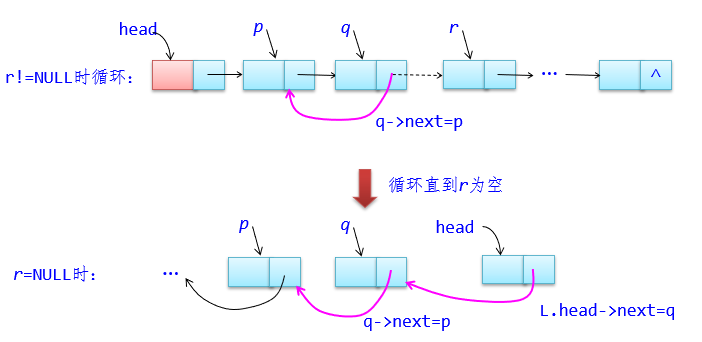 head
p
q
r
r!=NULL时循环:
…
^
q->next=p
循环直到r为空
p
q
head
r=NULL时:
…
q->next=p
L.head->next=q